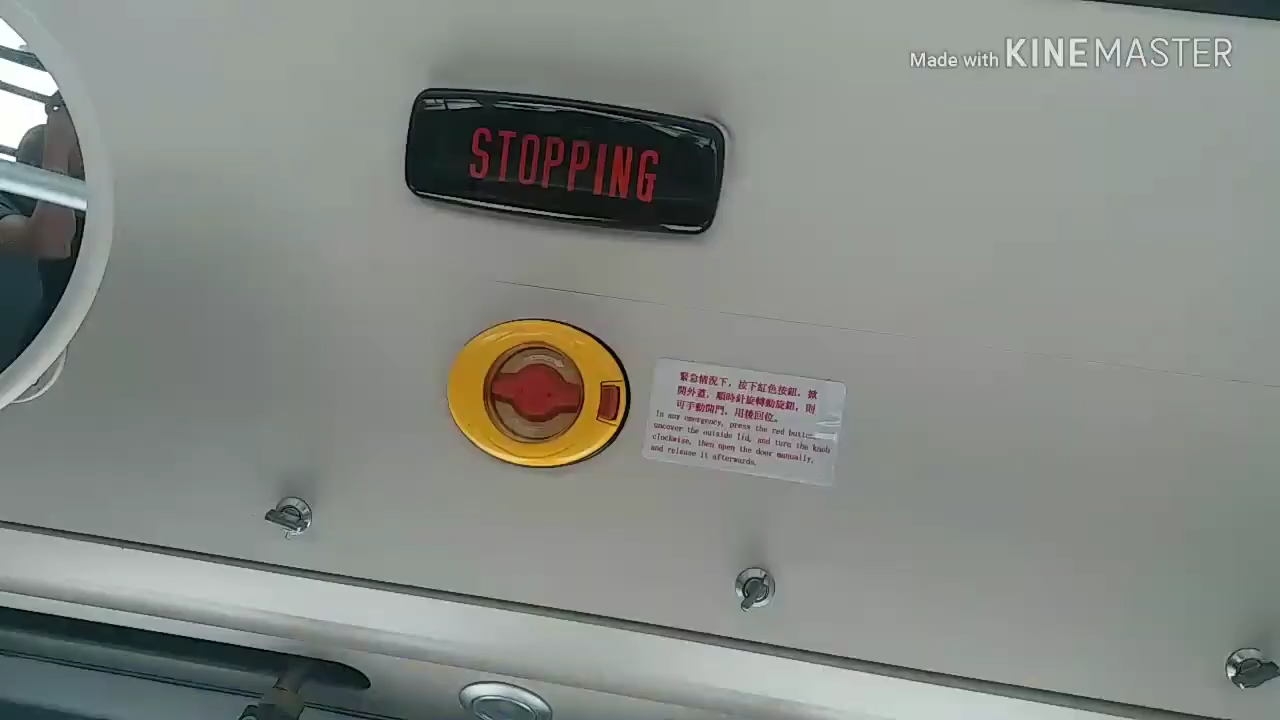 Made with KINEMASTER
STOPPING
緊急情況下，按下紅色按鈕，掀
開外蓋，順時針旋轉動旋鈕，則
可手動開門，用後回位。
In any emergency, press the red button
uncover the outside lid, and turn the knob
clockwise, then open the door manually,
and release it afterwards.